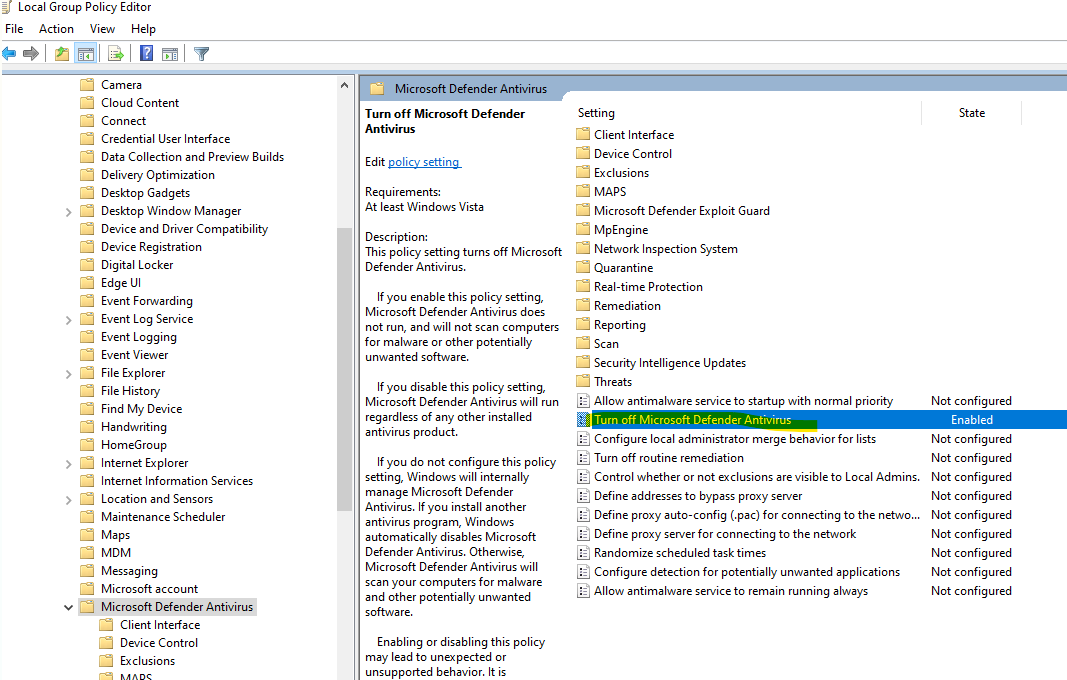 Local Group Policy Editor
File Action View Help
Camera
Cloud Content
Connect
Credential User Interface
Data Collection and Preview Builds
Delivery Optimization
Desktop Gadgets
Desktop Window Manager
Device and Driver Compatibility
Device Registration
Digital Locker
Edge UI
Event Forwarding
Event Log Service
Event Logging
Event Viewer
File Explorer
File History
Find My Device
Handwriting
HomeGroup
Internet Explorer
Internet Information Services
Location and Sensors
Maintenance Scheduler
Maps
MDM
Messaging
Microsoft account
Microsoft Defender Antivirus
Client Interface
Device Control
Exclusions
MAPS
Microsoft Defender Antivirus
Turn off Microsoft Defender
Antivirus
Edit policy setting
Requirements:
At least Windows Vista
Description:
This policy setting turns off Microsoft
Defender Antivirus.
If you enable this policy setting,
Microsoft Defender Antivirus does
not run, and will not scan computers
for malware or other potentially
unwanted software.
If you disable this policy setting,
Microsoft Defender Antivirus will run
regardless of any other installed
antivirus product.
If you do not configure this policy
setting, Windows will internally
manage Microsoft Defender
Antivirus. If you install another
antivirus program, Windows
automatically disables Microsoft
Defender Antivirus. Otherwise,
Microsoft Defender Antivirus will
scan your computers for malware
and other potentially unwanted
software.
Enabling or disabling this policy
may lead to unexpected or
unsupported behavior. It is
Setting State
Client Interface
Device Control
Exclusions
MAPS
Microsoft Defender Exploit Guard
MpEngine
Network Inspection System
Quarantine
Real-time Protection
Remediation
Reporting
Scan
Security Intelligence Updates
Threats
Allow antimalware service to startup with normal priority Not configured
Turn off Microsoft Defender Antivirus Enabled
Configure local administrator merge behavior for lists Not configured
Turn off routine remediation Not configured
Control whether or not exclusions are visible to Local Admins. Not configured
Define addresses to bypass proxy server Not configured
Define proxy auto-config (.pac) for connecting to the netwo... Not configured
Define proxy server for connecting to the network Not configured
Randomize scheduled task times Not configured
Configure detection for potentially unwanted applications Not configured
Allow antimalware service to remain running always Not configured